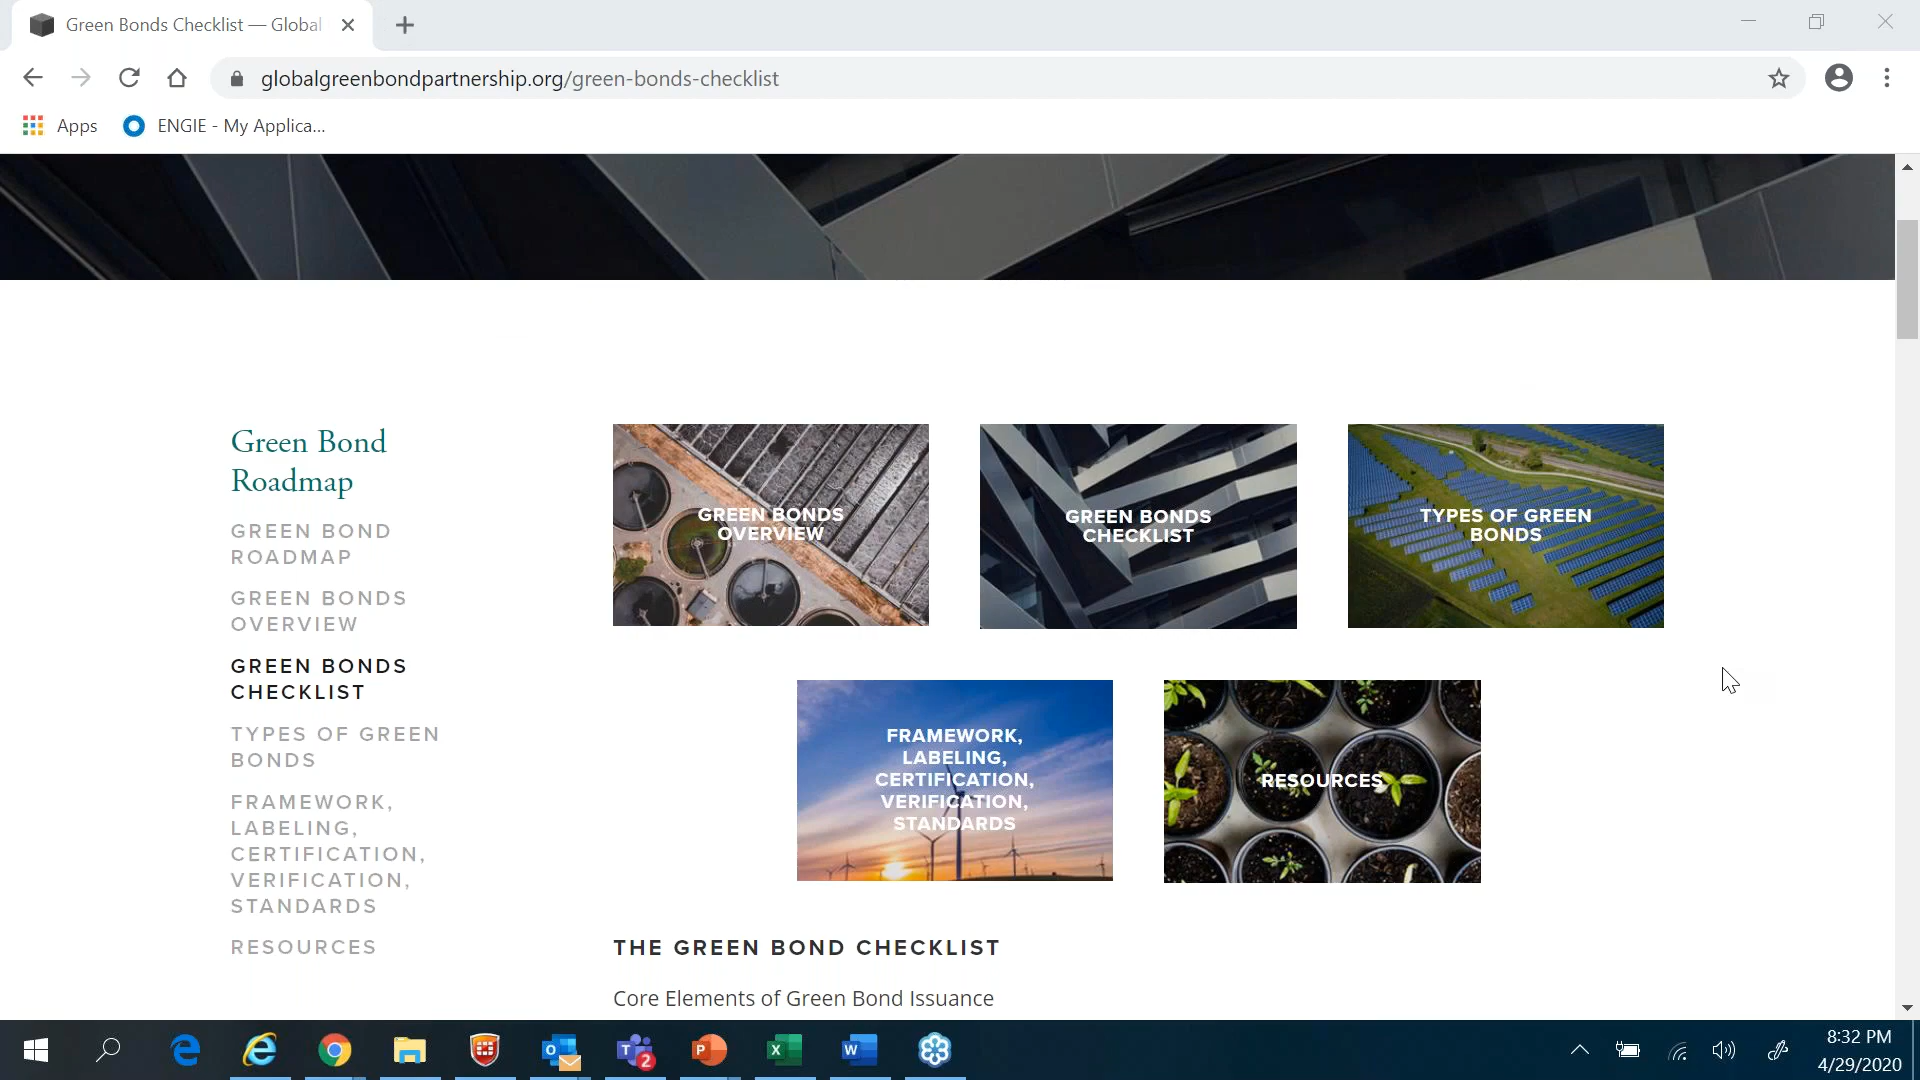 Green Bonds Checklist — Global
globalgreenbondpartnership.org/green-bonds-checklist
Apps
ENGIE - My Applica...
Green Bond
Roadmap
GREEN BOND
ROADMAP
GREEN BONDS
OVERVIEW
GREEN BONDS
CHECKLIST
TYPES OF GREEN
BONDS
FRAMEWORK,
LABELING,
CERTIFICATION,
VERIFICATION,
STANDARDS
RESOURCES
GREEN BONDS
OVERVIEW
GREEN BONDS
CHECKLIST
TYPES OF GREEN
BONDS
FRAMEWORK,
LABELING,
CERTIFICATION,
VERIFICATION,
STANDARDS
RESOURCES
THE GREEN BOND CHECKLIST
Core Elements of Green Bond Issuance
8:32 PM
4/29/2020